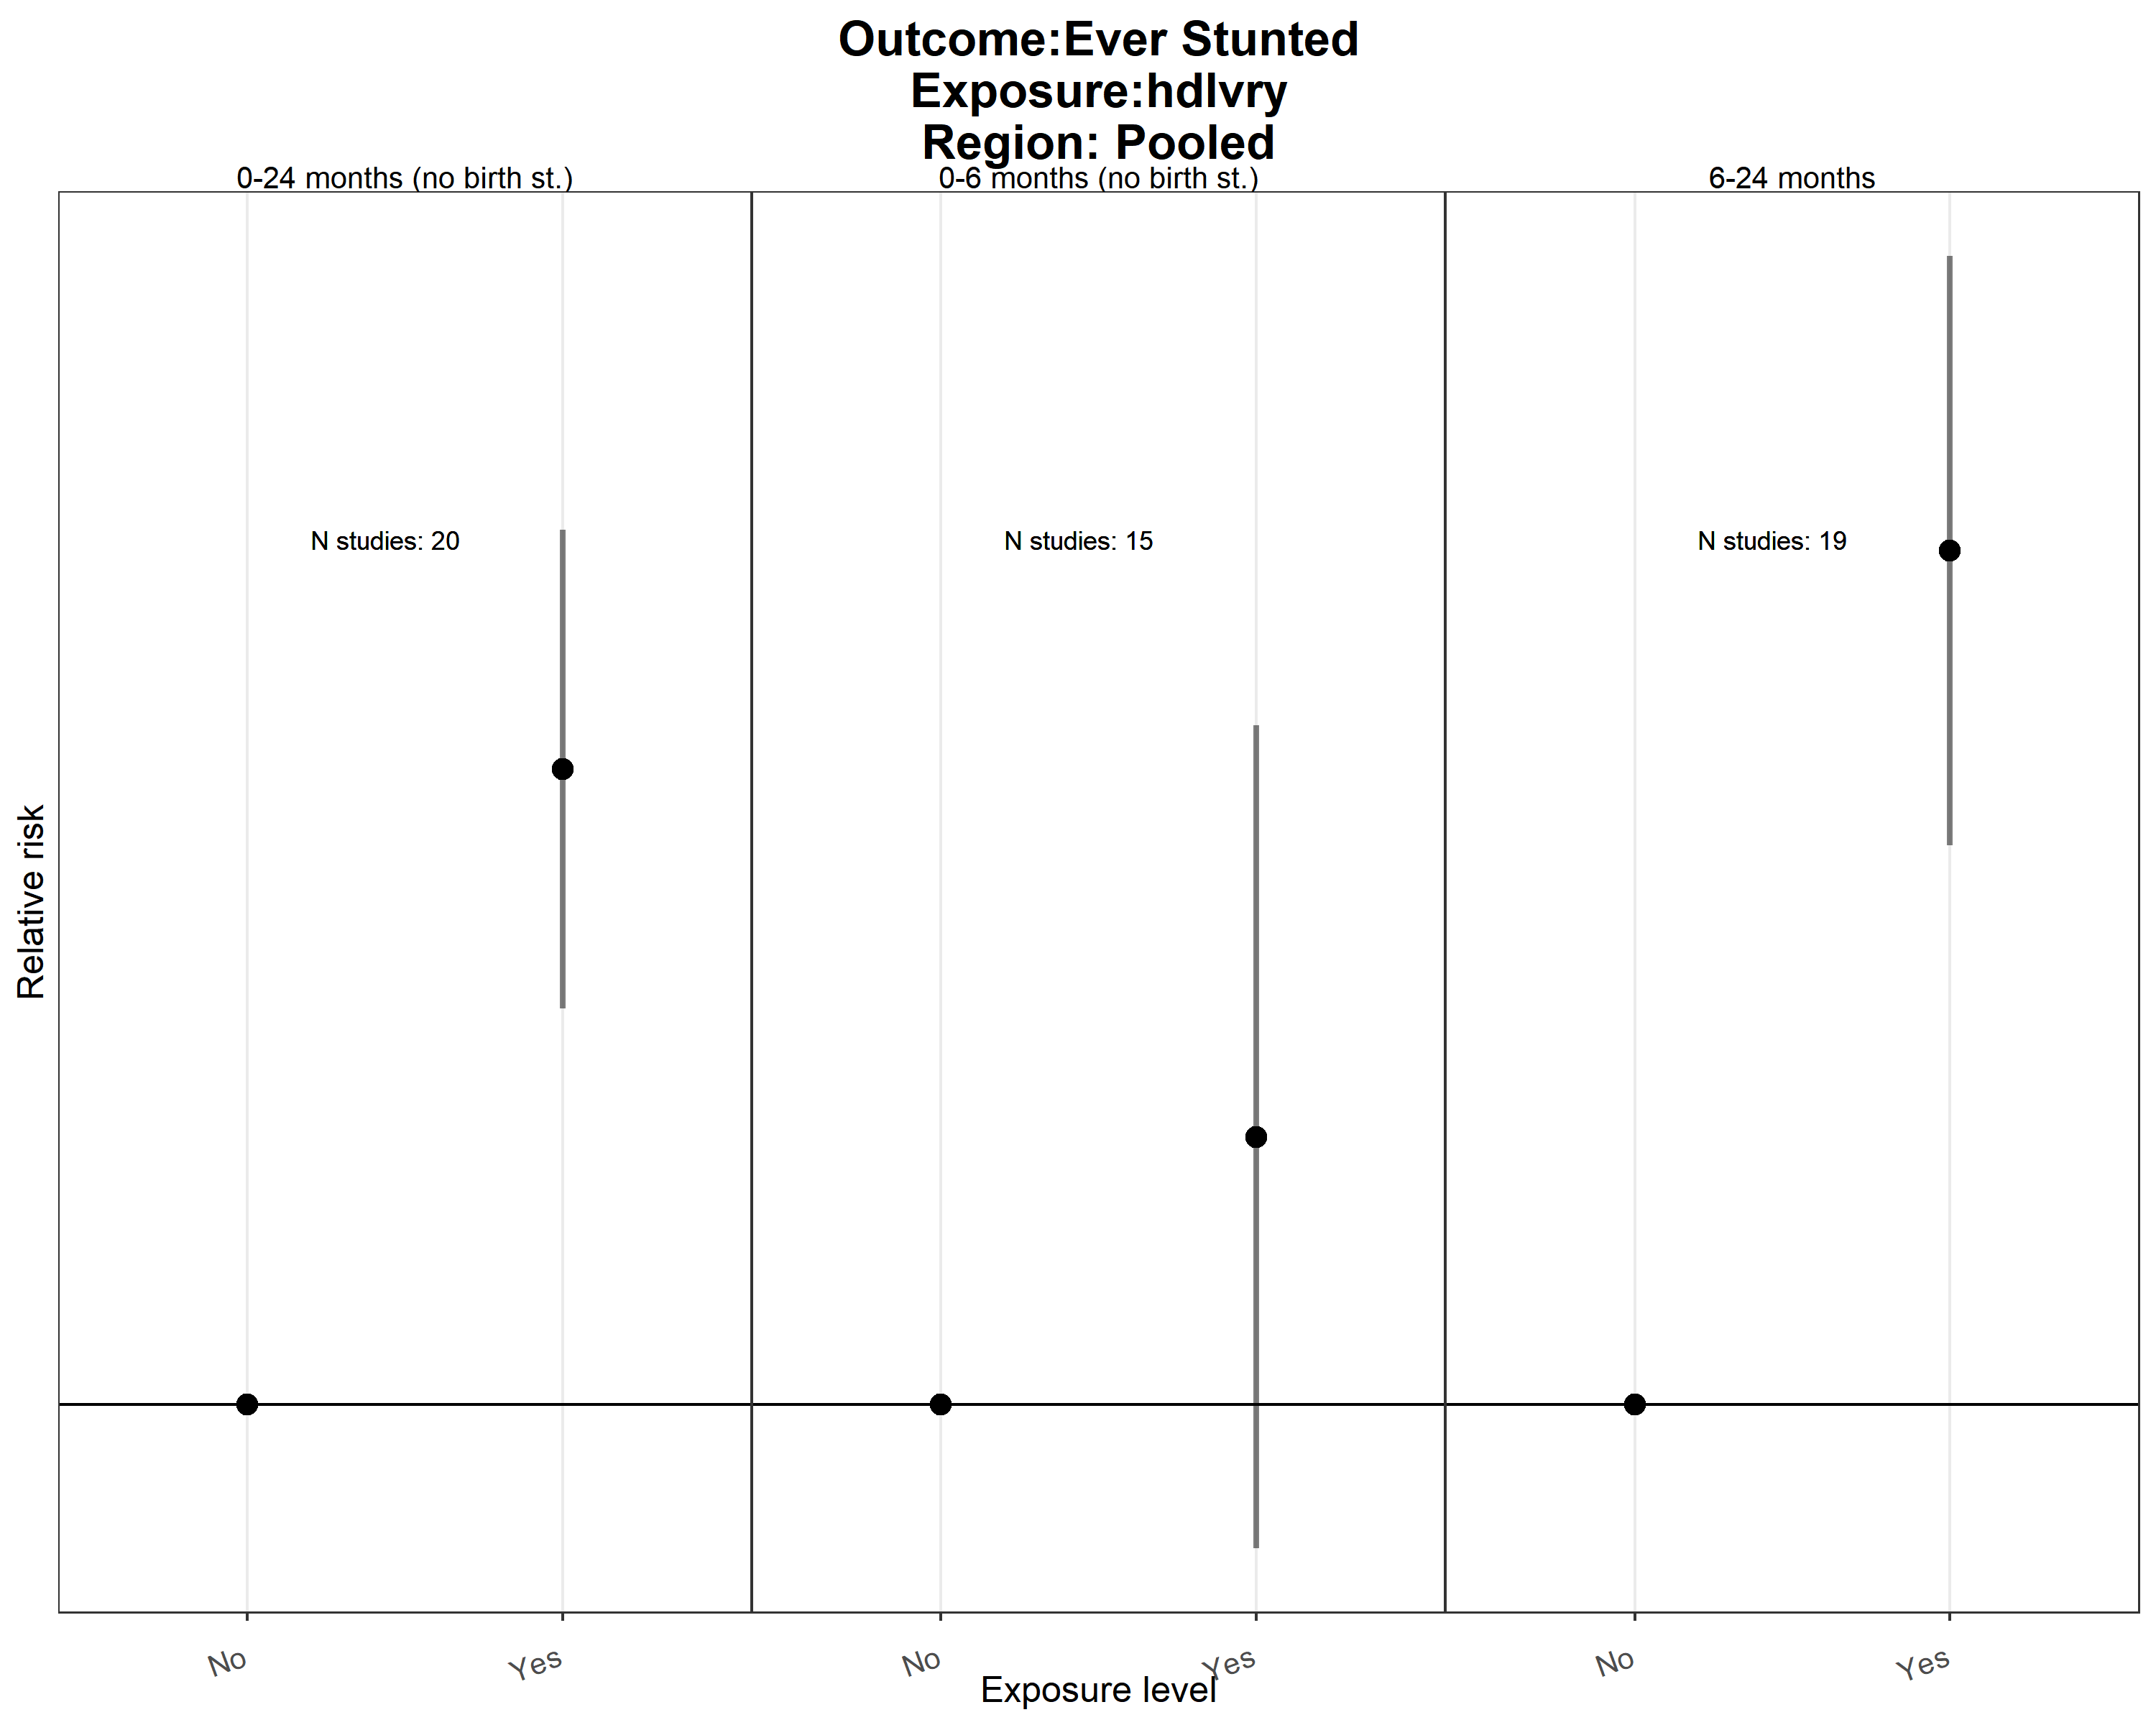 Outcome:Ever Stunted
Exposure:hdlvry
Region: Pooled
0-24 months (no birth st.)
0-6 months (no birth st.)
6-24 months
N studies: 20
N studies: 15
N studies: 19
Relative risk
No
Yes
No
Yes
No
Yes
Exposure level